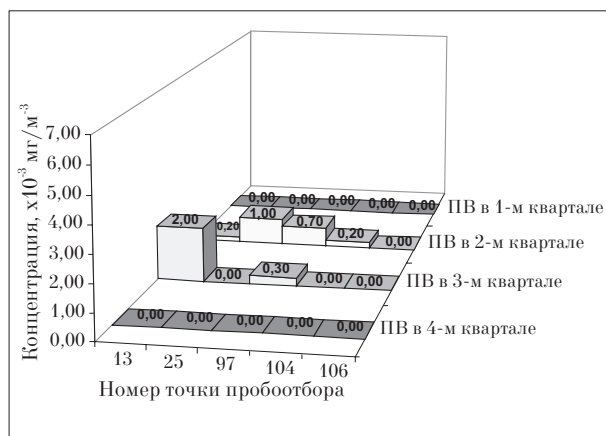 Концентрация, х10-3 мг/м-3
7,00
6,00
5,00
4,00
3,00
2,00
1,00
0,00
0,00 0,00 0,00 0,00 0,00
ПВ в 1-м квартале
0,20 1,00 0,70 0,20 0,00
ПВ в 2-м квартале
2,00 0,00 0,30 0,00 0,00
ПВ в 3-м квартале
0,00 0,00 0,00 0,00 0,00
ПВ в 4-м квартале
13 25 97 104 106
Номер точки пробоотбора